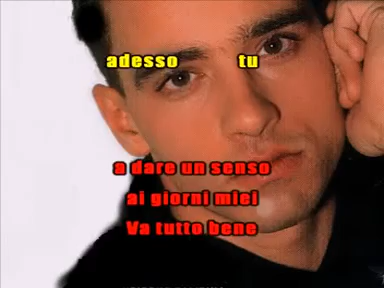 adesso tu
a dare un senso
ai giorni miei
Va tutto bene